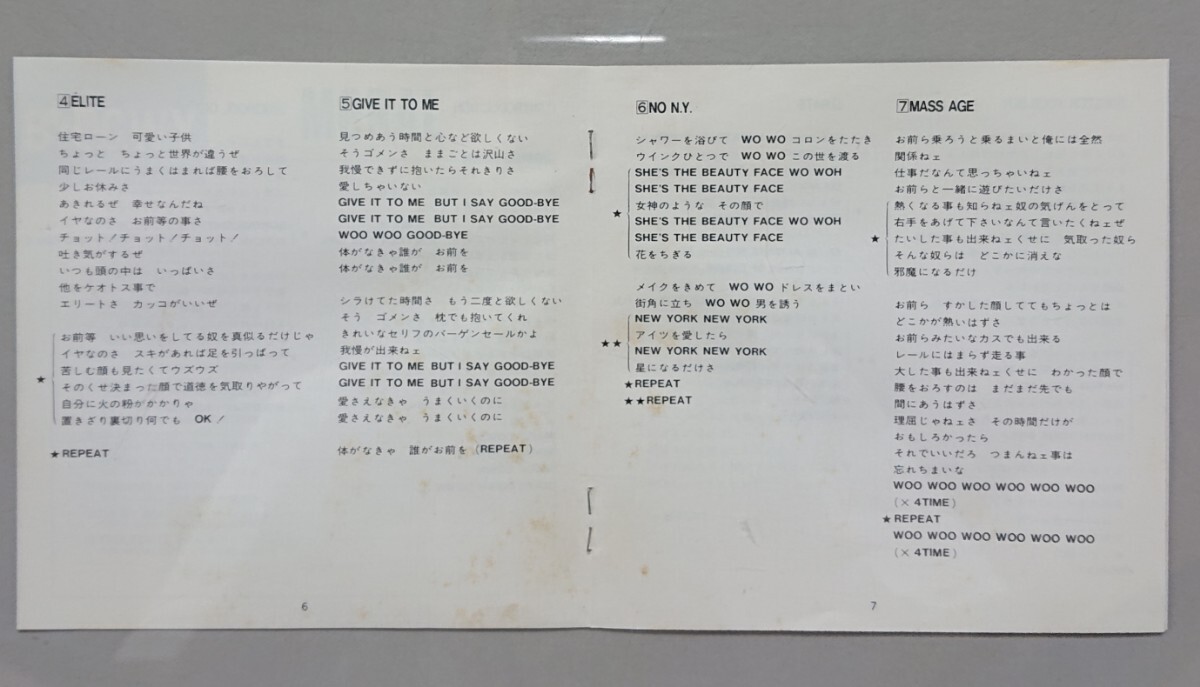 4 ELITE
住宅ローン 可愛い子供
ちょっと ちょっと世界が違うぜ
同じレールにうまくはまれば腰をおろして
少しお休みさ
あきれるぜ 幸せなんだね
イヤなのさ お前等の事さ
チョット!チョット!チョット!
吐き気がするぜ
いつも頭の中は いっぱいさ
他をケオトス事で
エリートさ カッコがいいぜ
お前等 いい思いをしてる奴を真似るだけじゃ
イヤなのさ スキがあれば足を引っぱって
苦しむ顔も見たくてウズウズ
そのくせ決まった顔で道徳を気取りやがって
★ 自分に火の粉がかかりゃ
置きざり裏切り何でも OK!
★REPEAT
5 GIVE IT TO ME
見つめあう時間と心など欲しくない
そうゴメンさ ままごとは沢山さ
我慢できずに抱いたらそれきりさ
愛しちゃいない
GIVE IT TO ME BUT I SAY GOOD-BYE
GIVE IT TO ME BUT I SAY GOOD-BYE
WOO WOO GOOD-BYE
体がなきゃ誰が お前を
体がなきゃ誰が お前を
シラけてた時間さ もう二度と欲しくない
そう ゴメンさ 枕でも抱いてくれ
きれいなセリフのバーゲンセールかよ
我慢が出来ねェ
GIVE IT TO ME BUT I SAY GOOD-BYE
GIVE IT TO ME BUT I SAY GOOD-BYE
愛さえなきゃ うまくいくのに
愛さえなきゃ うまくいくのに
体がなきゃ 誰がお前を (REPEAT)
6
6 NO N.Y.
シャワーを浴びて WO WO コロンをたたき
ウインクひとつで WO WO この世を渡る
SHE'S THE BEAUTY FACE WO WOH
SHE'S THE BEAUTY FACE
★ 女神のような その顔で
SHE'S THE BEAUTY FACE WO WOH
SHE'S THE BEAUTY FACE
花をちぎる
メイクをきめて WO WO ドレスをまとい
街角に立ち WO WO 男を誘う
NEW YORK NEW YORK
★★ アイツを愛したら
NEW YORK NEW YORK
星になるだけさ
★REPEAT
★★REPEAT
7 MASS AGE
お前ら乗ろうと乗るまいと俺には全然
関係ねェ
仕事だなんて思っちゃいねェ
お前らと一緒に遊びたいだけさ
熱くなる事も知らねェ奴の気げんをとって
右手をあげて下さいなんて言いたくねェぜ
★ たいした事も出来ねェくせに 気取った奴ら
そんな奴らは どこかに消えな
邪魔になるだけ
お前ら すかした顔しててもちょっとは
どこかが熱いはずさ
お前らみたいなカスでも出来る
レールにはまらず走る事
大した事も出来ねェくせに わかった顔で
腰をおろすのは まだまだ先でも
間にあうはずさ
理屈じゃねェさ その時間だけが
おもしろかったら
それでいいだろ つまんねェ事は
忘れちまいな
WOO WOO WOO WOO WOO WOO
(× 4TIME)
★REPEAT
WOO WOO WOO WOO WOO WOO
(× 4TIME)
7